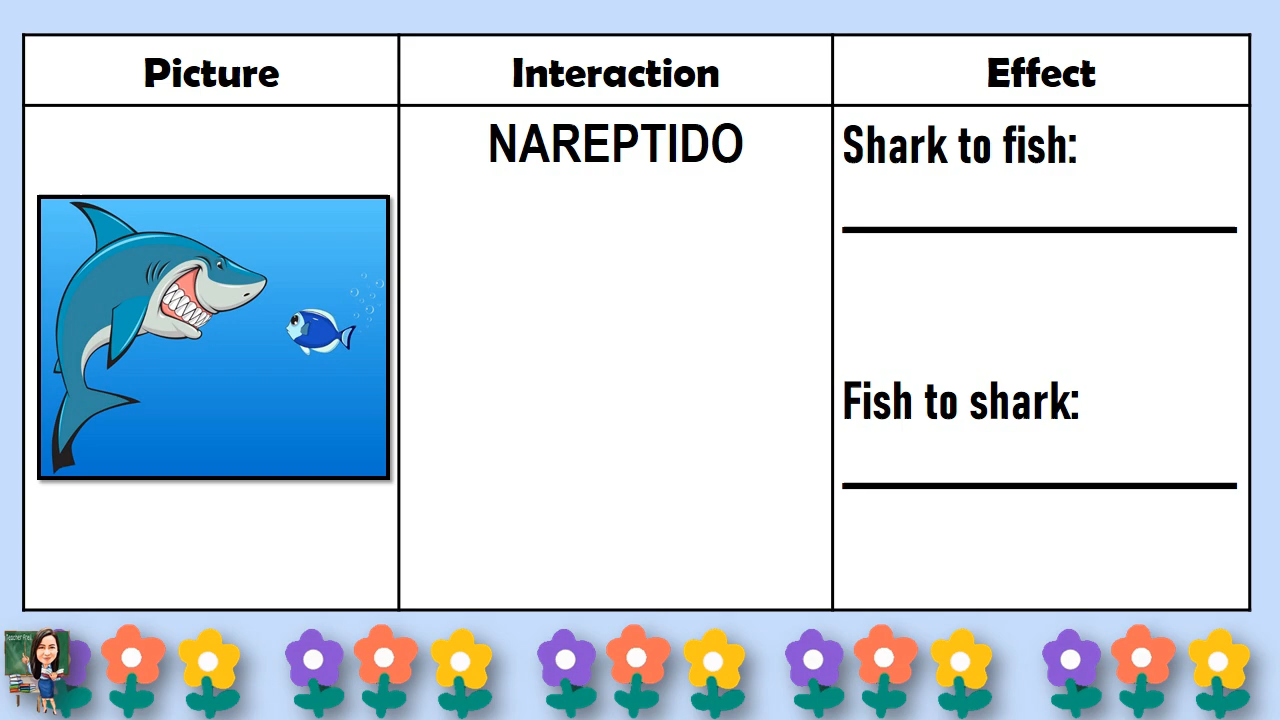 Picture
Interaction
Effect
NAREPTIDO
Shark to fish:
Fish to shark: